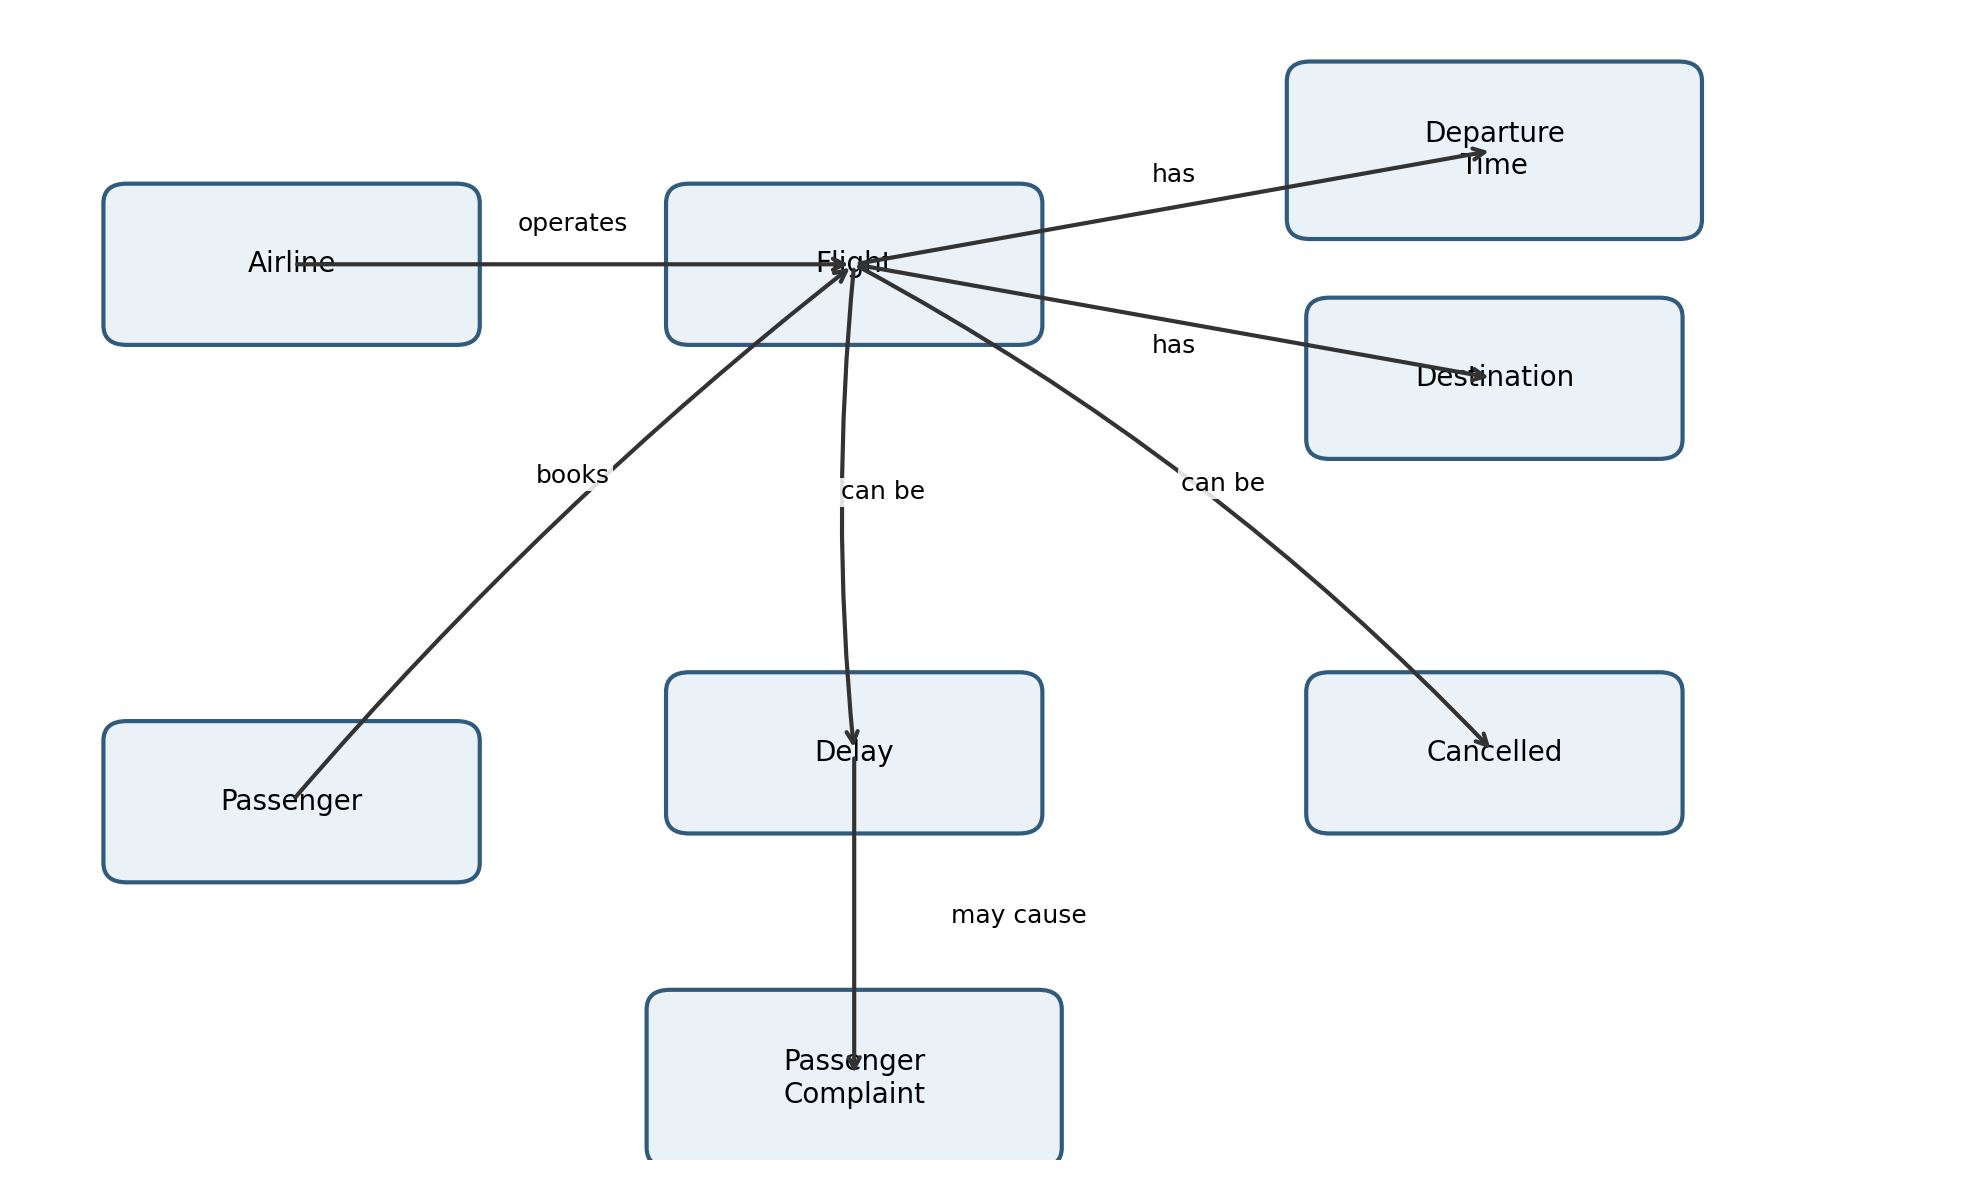 Departure
Time
has
operates
Airline
Flight
has
Destination
books
can be
can be
Delay
Cancelled
Passenger
may cause
Passenger
Complaint